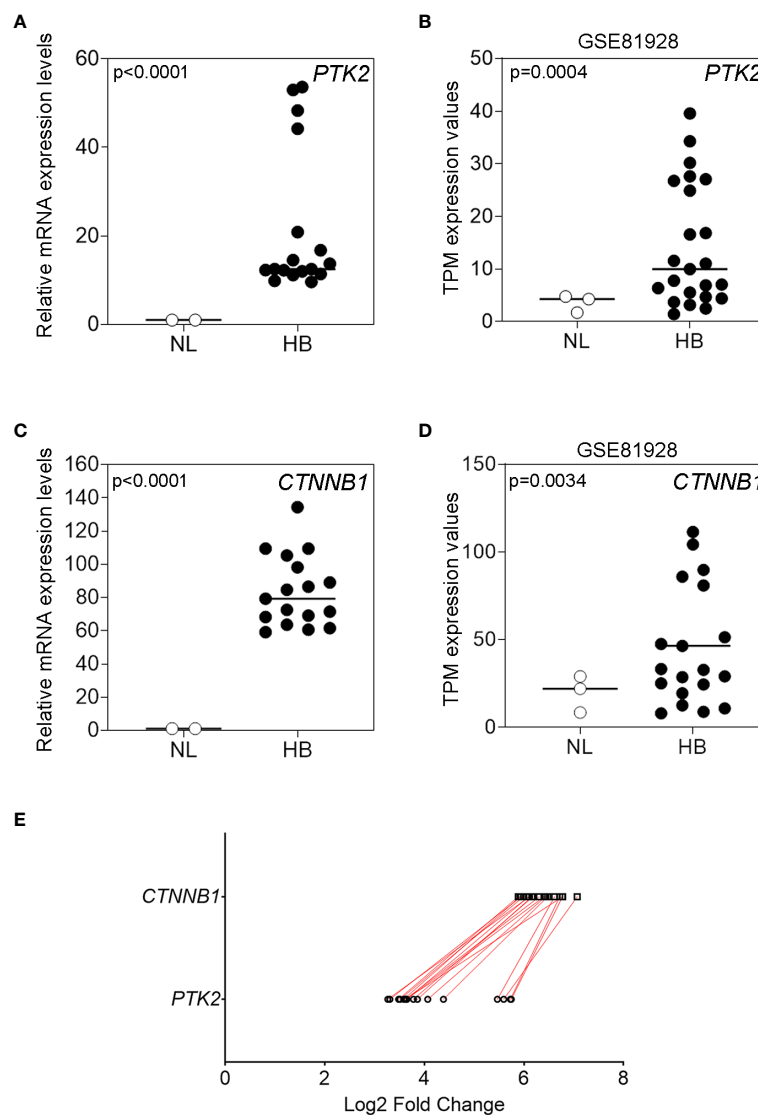 A
p<0.0001
PTK2
Relative mRNA expression levels
60
40
20
0
NL
HB
B
GSE81928
p=0.0004
PTK2
TPM expression values
50
40
30
20
10
0
NL
HB
C
p<0.0001
CTNNB1
Relative mRNA expression levels
160
140
120
100
80
60
40
20
0
NL
HB
D
GSE81928
p=0.0034
CTNNB1
TPM expression values
150
100
50
0
NL
HB
E
CTNNB1
PTK2
0
2
4
6
8
Log2 Fold Change